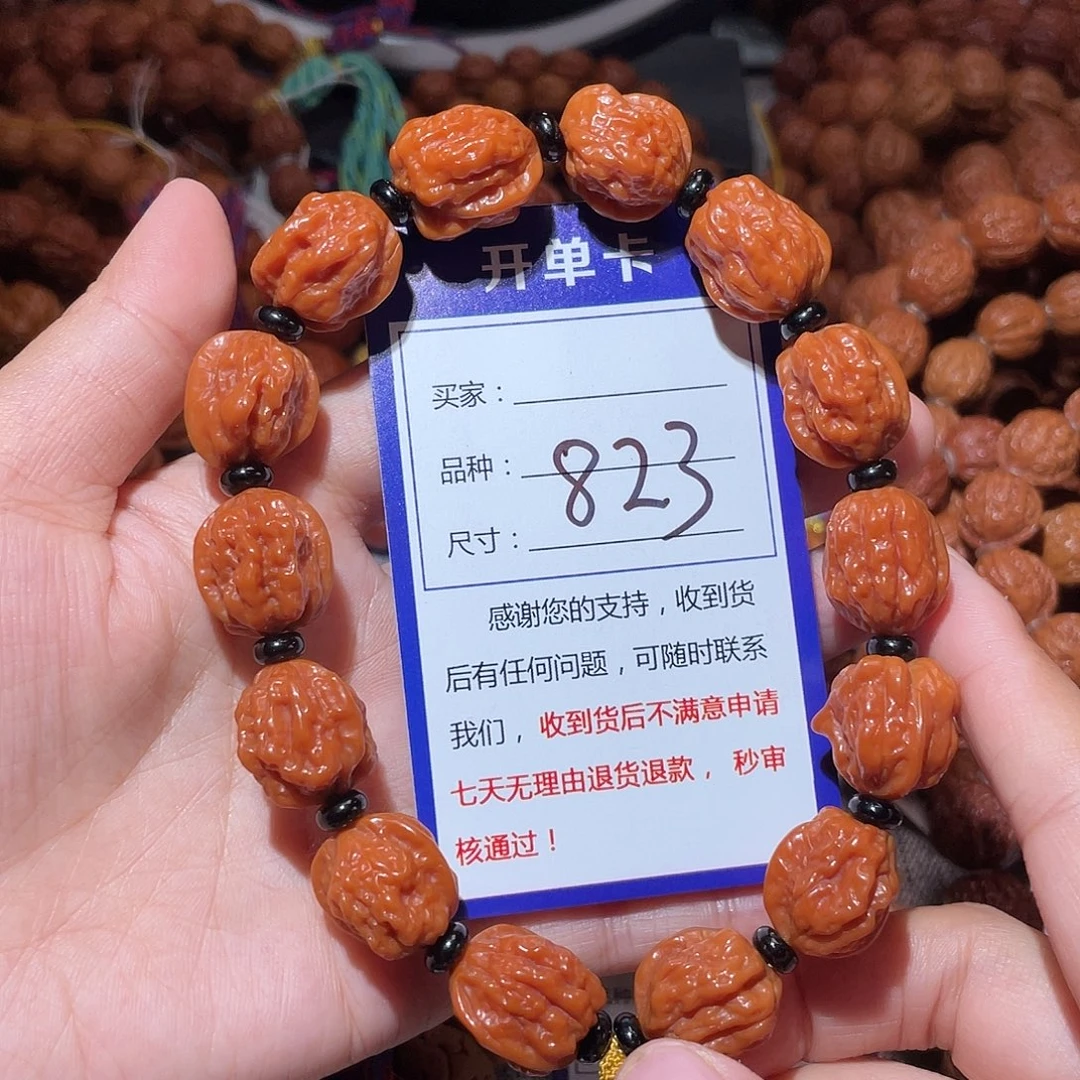 开单卡
买家：
品种：
823
尺寸：
感谢您的支持，收到货
后有任何问题，可随时联系
我们，收到货后不满意申请
七天无理由退货退款，秒审
核通过！